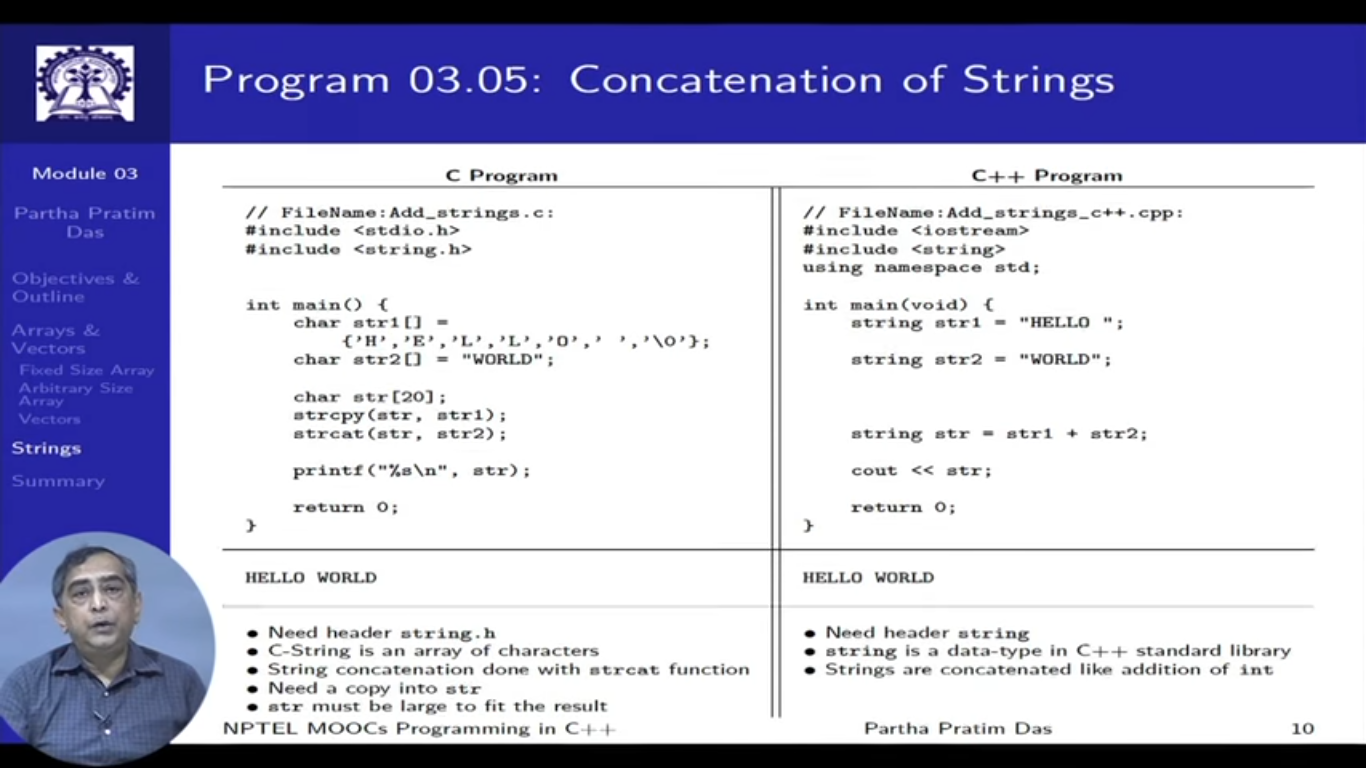 Program 03.05: Concatenation of Strings
Module 03
Partha Pratim
Das
Objectives &
Outline
Arrays &
Vectors
Fixed Size Array
Arbitrary Size
Array
Vectors
Strings
Summary
C Program
// FileName:Add_strings.c:
#include <stdio.h>
#include <string.h>
int main() {
char str1[] =
{'H','E','L','L','O',' ','\0'};
char str2[] = "WORLD";
char str[20];
strcpy(str, str1);
strcat(str, str2);
printf("%s\n", str);
return 0;
}
HELLO WORLD
● Need header string.h
● C-String is an array of characters
● String concatenation done with strcat function
● Need a copy into str
● str must be large to fit the result
C++ Program
// FileName:Add_strings_c++.cpp:
#include <iostream>
#include <string>
using namespace std;
int main(void) {
string str1 = "HELLO ";
string str2 = "WORLD";
string str = str1 + str2;
cout << str;
return 0;
}
HELLO WORLD
● Need header string
● string is a data-type in C++ standard library
● Strings are concatenated like addition of int
NPTEL MOOCs Programming in C++
Partha Pratim Das
10